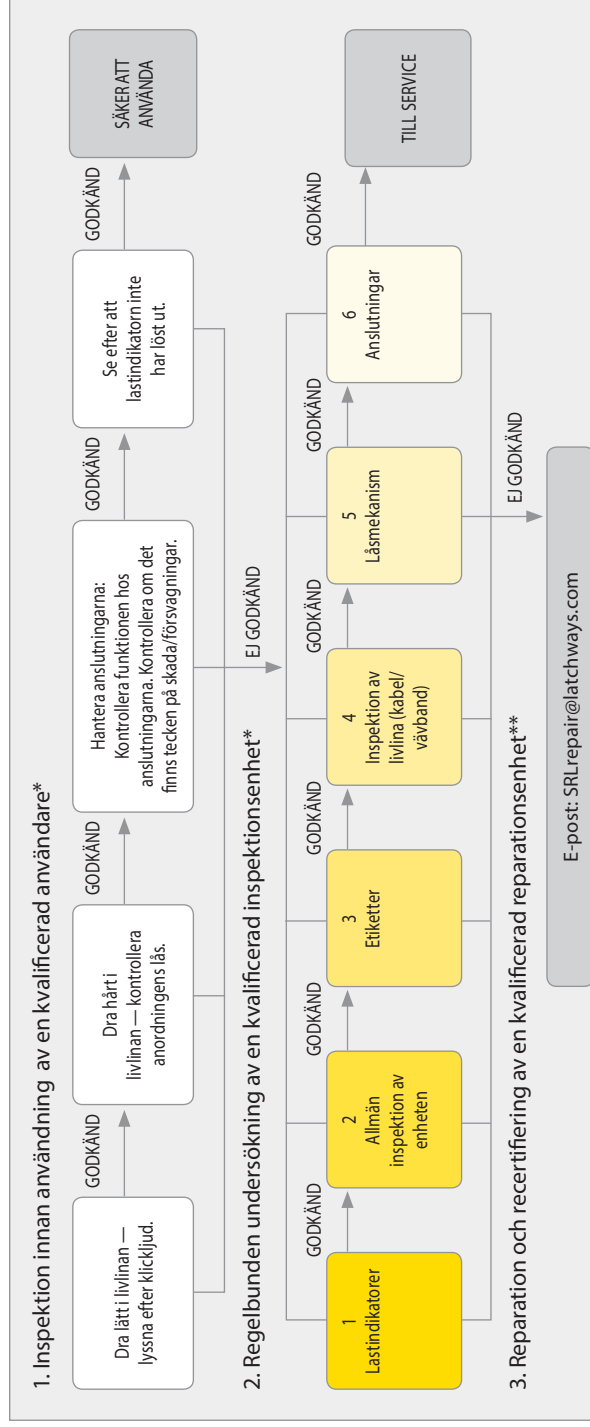 1. Inspektion innan användning av en kvalificerad användare*
Dra lätt i livlinan —
lyssna efter klickljud.
GODKÄND
Dra hårt i
livlinan — kontrollera
anordningens lås.
GODKÄND
Hantera anslutningarna:
Kontrollera funktionen hos
anslutningarna. Kontrollera om det
finns tecken på skada/försvagningar.
GODKÄND
Se efter att
lastindikatorn inte
har löst ut.
GODKÄND
SÄKER ATT
ANVÄNDA
EJ GODKÄND
2. Regelbunden undersökning av en kvalificerad inspektionsenhet*
1
Lastindikatorer
GODKÄND
2
Allmän
inspektion av
enheten
GODKÄND
3
Etiketter
GODKÄND
4
Inspektion av
livlina (kabel/
vävband)
GODKÄND
5
Låsmekanism
GODKÄND
6
Anslutningar
GODKÄND
TILL SERVICE
EJ GODKÄND
3. Reparation och recertifiering av en kvalificerad reparationsenhet**
E-post: SRLrepair@latchways.com